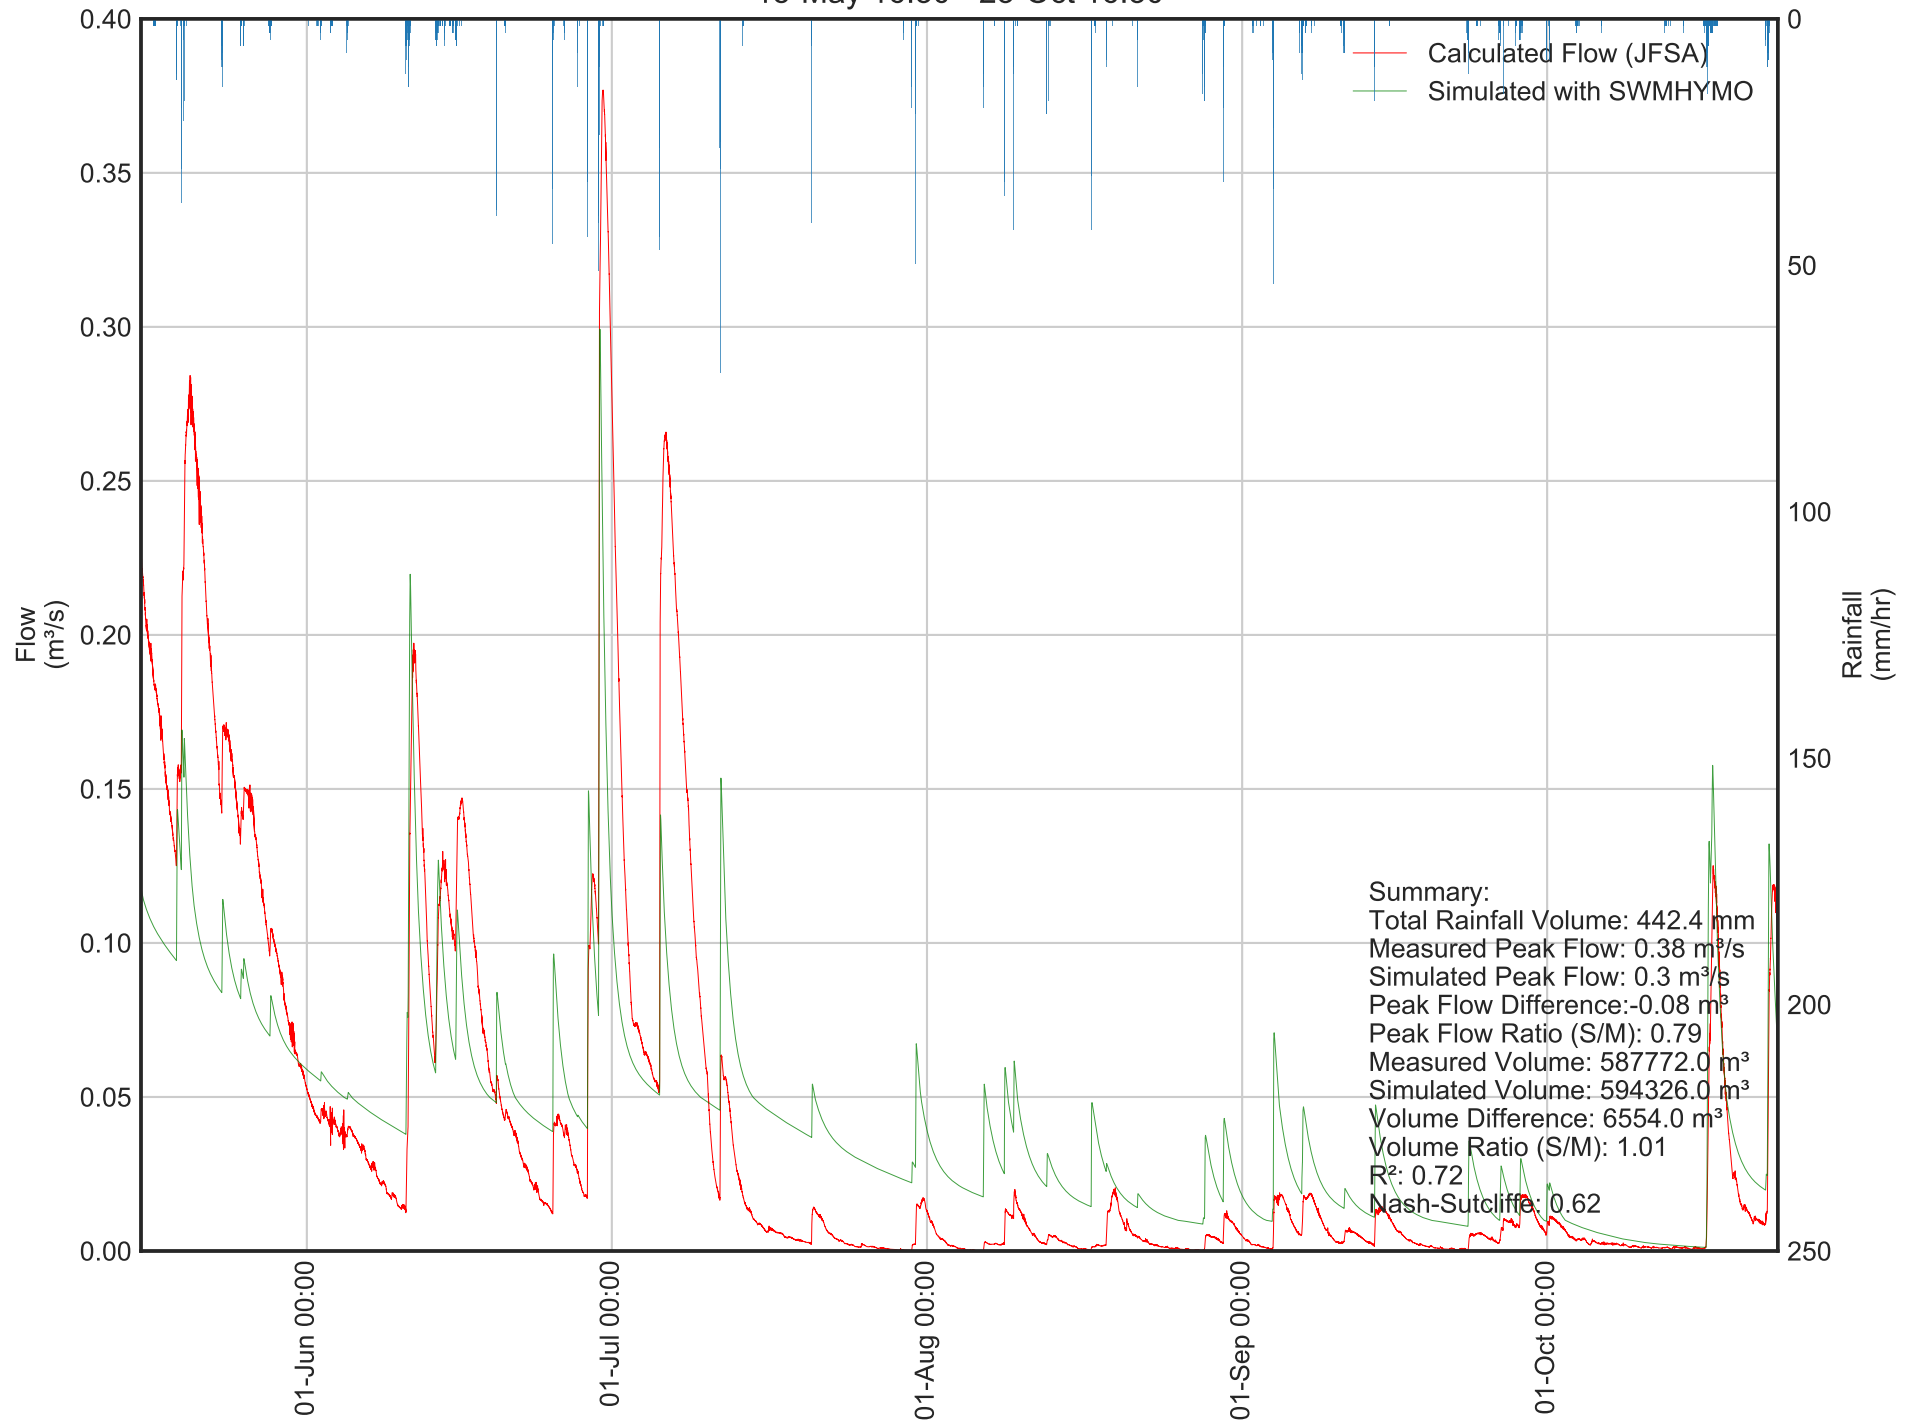 0.40
0.35
0.30
0.25
0.20
0.15
0.10
0.05
0.00
Flow
(m³/s)
0
50
100
150
200
250
Rainfall
(mm/hr)
Calculated Flow (JFSA)
Simulated with SWMHYMO
Summary:
Total Rainfall Volume: 442.4 mm
Measured Peak Flow: 0.38 m³/s
Simulated Peak Flow: 0.3 m³/s
Peak Flow Difference:-0.08 m³
Peak Flow Ratio (S/M): 0.79
Measured Volume: 587772.0 m³
Simulated Volume: 594326.0 m³
Volume Difference: 6554.0 m³
Volume Ratio (S/M): 1.01
R²: 0.72
Nash-Sutcliffe: 0.62
01-Jun 00:00
01-Jul 00:00
01-Aug 00:00
01-Sep 00:00
01-Oct 00:00